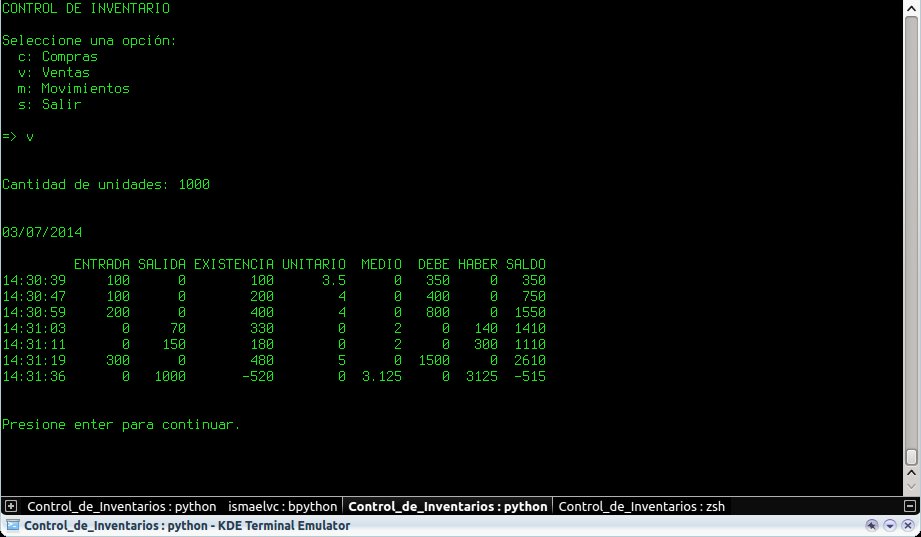 CONTROL DE INVENTARIO
Seleccione una opción:
c: Compras
v: Ventas
m: Movimientos
s: Salir
=> v
Cantidad de unidades: 1000
03/07/2014
ENTRADA SALIDA EXISTENCIA UNITARIO MEDIO DEBE HABER SALDO
14:30:39 100 0 100 3.5 0 350 0 350
14:30:47 100 0 200 4 0 400 0 750
14:30:59 200 0 400 4 0 800 0 1550
14:31:03 0 70 330 0 2 0 140 1410
14:31:11 0 150 180 0 2 0 300 1110
14:31:19 300 0 480 5 0 1500 0 2610
14:31:36 0 1000 -520 0 3.125 0 3125 -515
Presione enter para continuar.
Control_de_Inventarios : python ismaelvc : bpython Control_de_Inventarios : python Control_de_Inventarios : zsh
Control_de_Inventarios : python - KDE Terminal Emulator